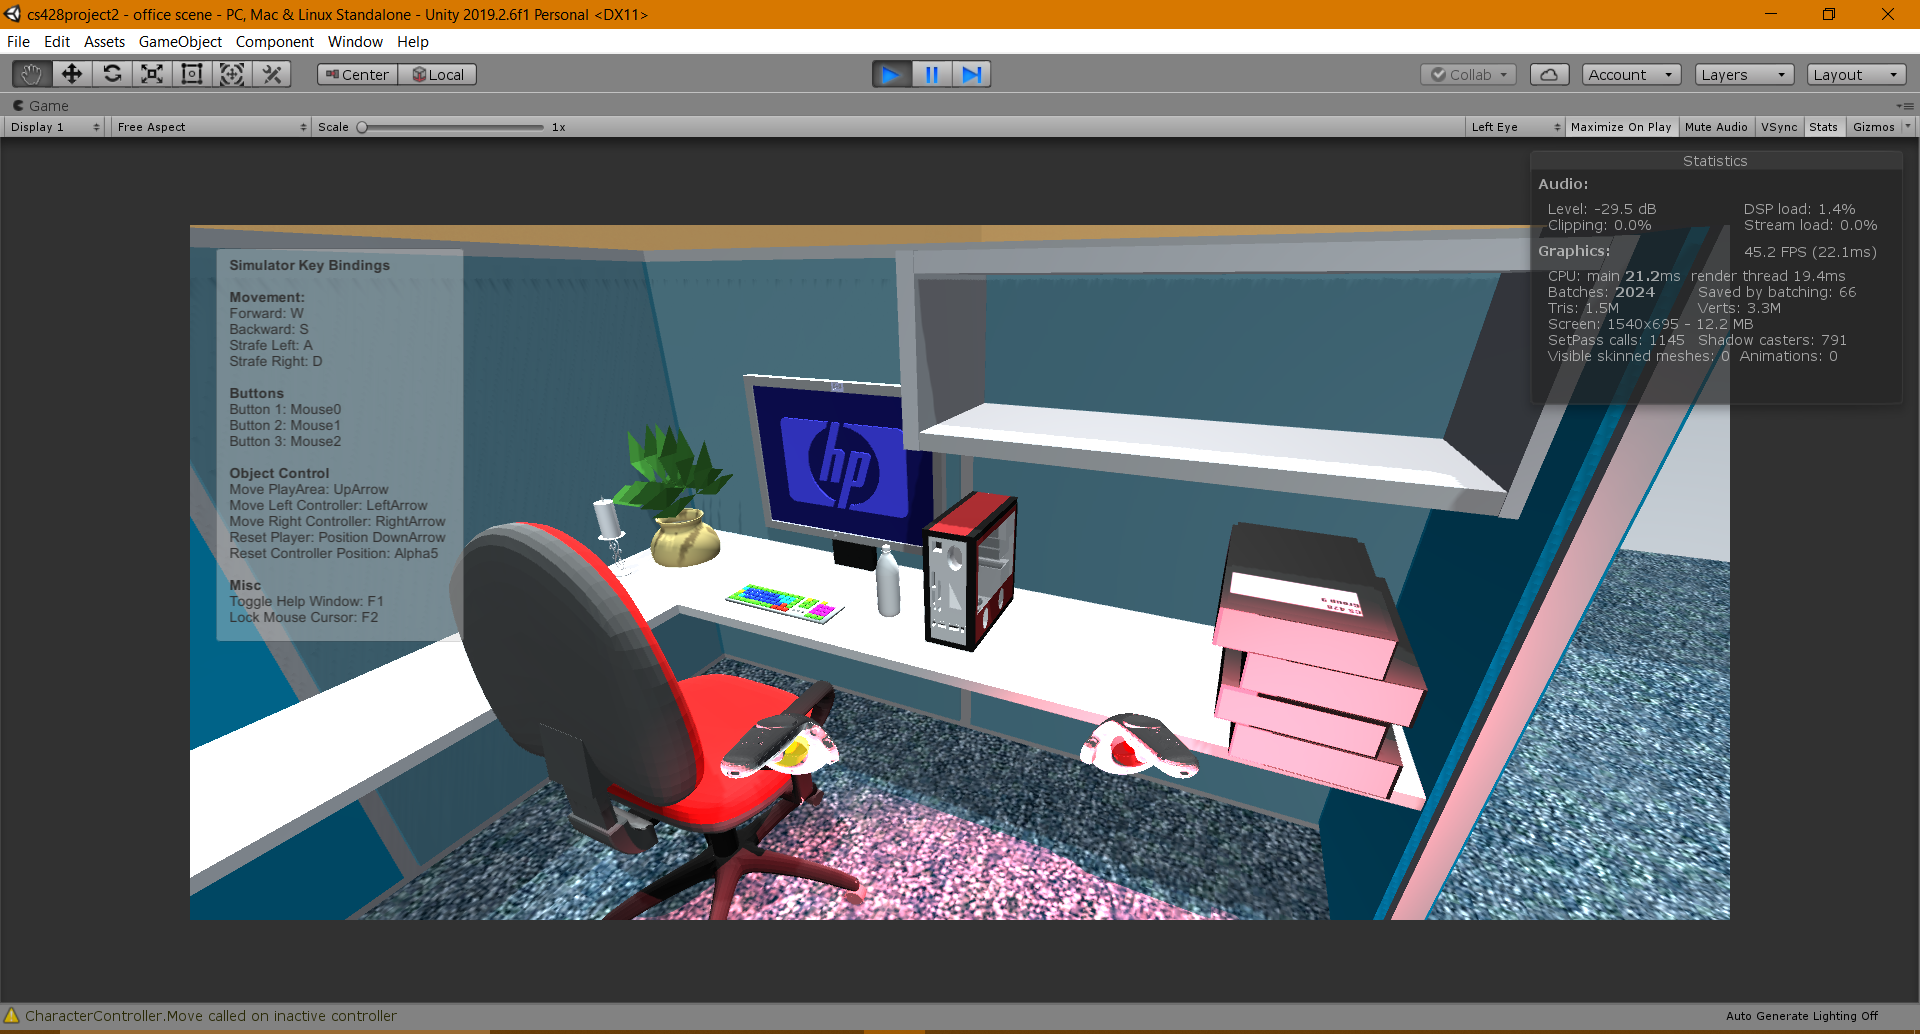 cs428project2 - office scene - PC, Mac & Linux Standalone - Unity 2019.2.6f1 Personal <DX11>
File Edit Assets GameObject Component Window Help
Center Local Collab Account Layers Layout
Game
Display 1 Free Aspect Scale 1x Left Eye Maximize On Play Mute Audio VSync Stats Gizmos
Statistics
Audio:
Level: -29.5 dB DSP load: 1.4%
Clipping: 0.0% Stream load: 0.0%
Graphics: 45.2 FPS (22.1ms)
CPU: main 21.2ms render thread 19.4ms
Batches: 2024 Saved by batching: 66
Tris: 1.5M Verts: 3.3M
Screen: 1540x695 - 12.2 MB
SetPass calls: 1145 Shadow casters: 791
Visible skinned meshes: 0 Animations: 0
Simulator Key Bindings
Movement:
Forward: W
Backward: S
Strafe Left: A
Strafe Right: D
Buttons
Button 1: Mouse0
Button 2: Mouse1
Button 3: Mouse2
Object Control
Move PlayArea: UpArrow
Move Left Controller: LeftArrow
Move Right Controller: RightArrow
Reset Player: Position DownArrow
Reset Controller Position: Alpha5
Misc
Toggle Help Window: F1
Lock Mouse Cursor: F2
hp
CS 428
Group 9
CharacterController.Move called on inactive controller
Auto Generate Lighting Off